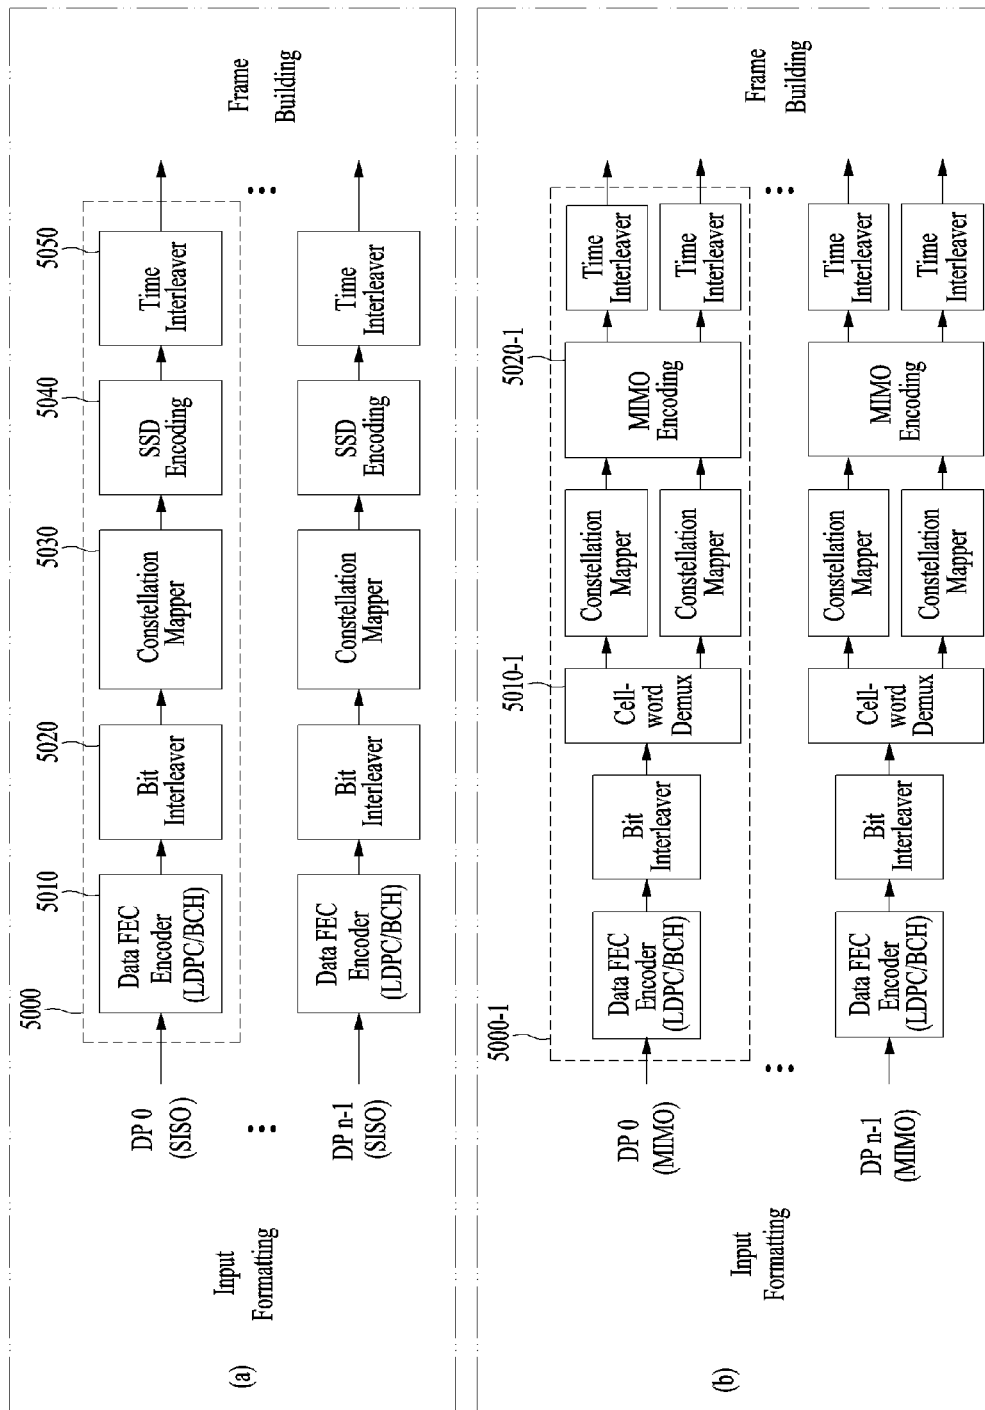 (a)
Input
Formatting
DP 0
(SISO)
5000
Data FEC
Encoder
(LDPC/BCH)
5010
Bit
Interleaver
5020
Constellation
Mapper
5030
SSD
Encoding
5040
Time
Interleaver
5050
DP n-1
(SISO)
Data FEC
Encoder
(LDPC/BCH)
Bit
Interleaver
Constellation
Mapper
SSD
Encoding
Time
Interleaver
Frame
Building
(b)
Input
Formatting
DP 0
(MIMO)
5000-1
Data FEC
Encoder
(LDPC/BCH)
Bit
Interleaver
Cell-
word
Demux
5010-1
Constellation
Mapper
Constellation
Mapper
MIMO
Encoding
5020-1
Time
Interleaver
Time
Interleaver
DP n-1
(MIMO)
Data FEC
Encoder
(LDPC/BCH)
Bit
Interleaver
Cell-
word
Demux
Constellation
Mapper
Constellation
Mapper
MIMO
Encoding
Time
Interleaver
Time
Interleaver
Frame
Building